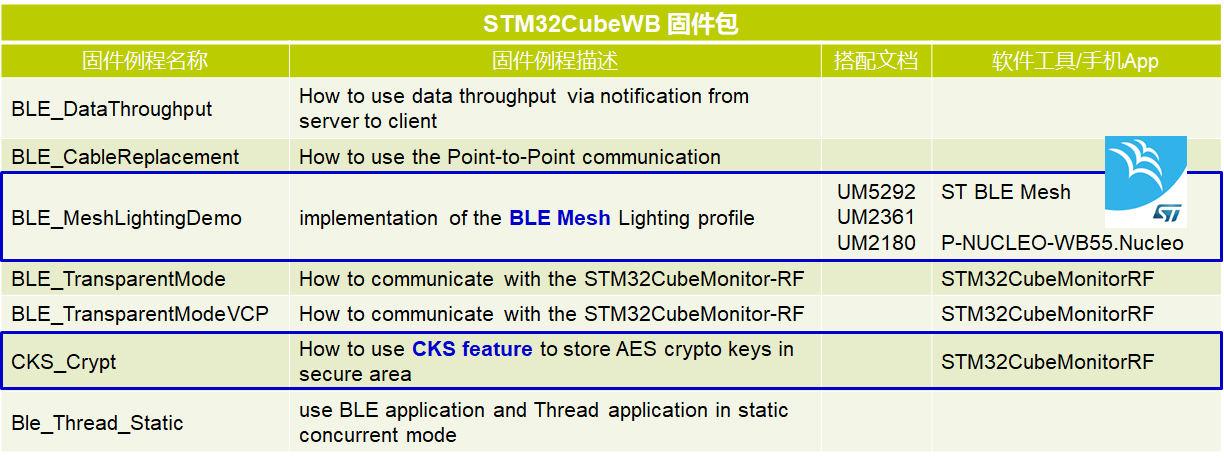 STM32CubeWB 固件包
固件例程名称 固件例程描述 搭配文档 软件工具/手机App
BLE_DataThroughput How to use data throughput via notification from
server to client
BLE_CableReplacement How to use the Point-to-Point communication
BLE_MeshLightingDemo implementation of the BLE Mesh Lighting profile
UM5292
UM2361
UM2180
ST BLE Mesh
P-NUCLEO-WB55.Nucleo
ST
BLE_TransparentMode How to communicate with the STM32CubeMonitor-RF STM32CubeMonitorRF
BLE_TransparentModeVCP How to communicate with the STM32CubeMonitor-RF STM32CubeMonitorRF
CKS_Crypt How to use CKS feature to store AES crypto keys in
secure area
STM32CubeMonitorRF
Ble_Thread_Static use BLE application and Thread application in static
concurrent mode